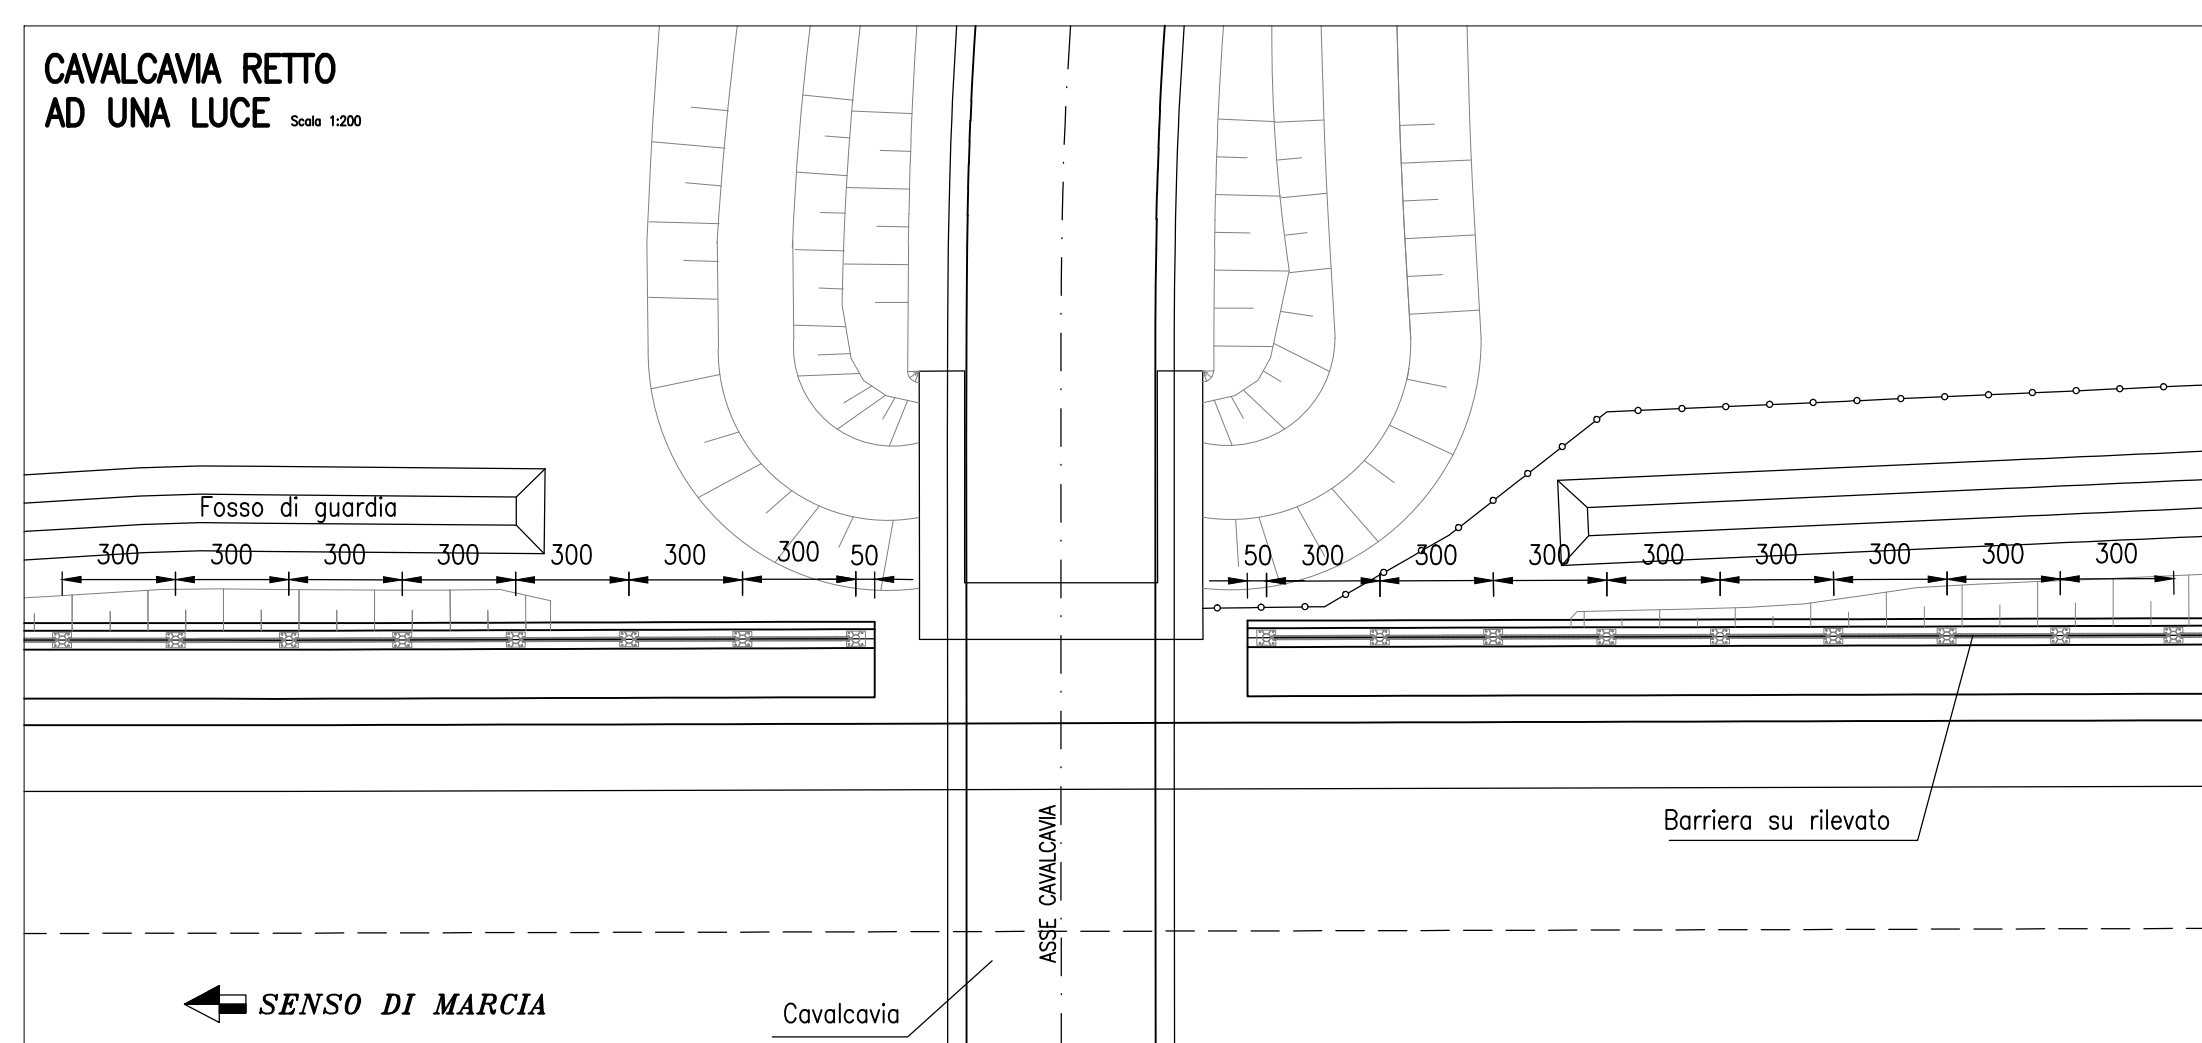 CAVALCAVIA RETTO
AD UNA LUCE Scala 1:200
Fosso di guardia
300 300 300 300 300 300 300 50 50 300 300 300 300 300 300 300 300
Barriera su rilevato
ASSE CAVALCAVIA
SENSO DI MARCIA
Cavalcavia